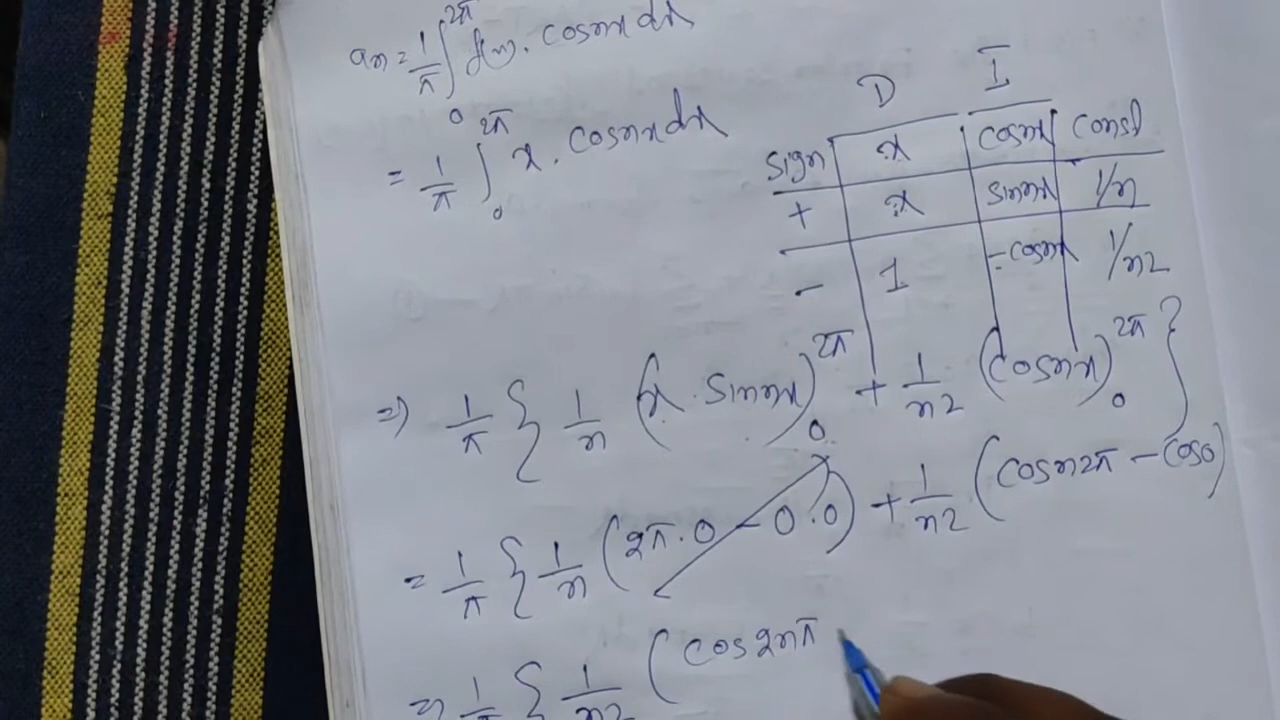 an = 1/π ∫₀^2π f(x). cosnx dx
= 1/π ∫₀^2π x . cosnx dx
D I
sign x cosnx const
+ x sinnx 1/n
- 1 -cosnx 1/n2
=) 1/π { 1/n (x . sinnx)₀^2π + 1/n2 (cosnx)₀^2π }
= 1/π { 1/n (2π.0 - 0.0) + 1/n2 (cosn2π - cos0)
=) 1/π { 1/n2 (cos2nπ